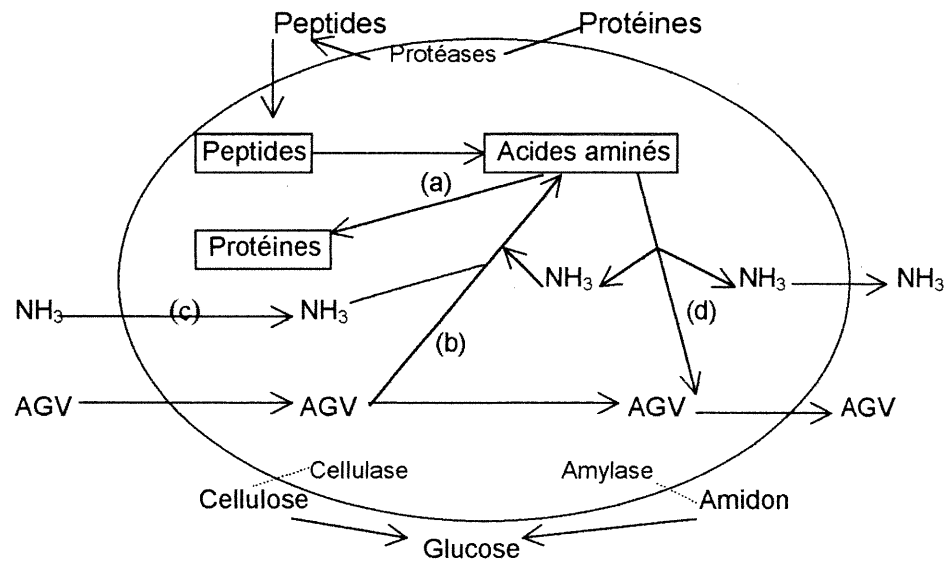 Peptides
Protéines
Protéases
Peptides
Acides aminés
(a)
Protéines
NH₃
(c)
NH₃
NH₃
NH₃
NH₃
(b)
(d)
AGV
AGV
AGV
AGV
Cellulase
Amylase
Cellulose
Amidon
Glucose